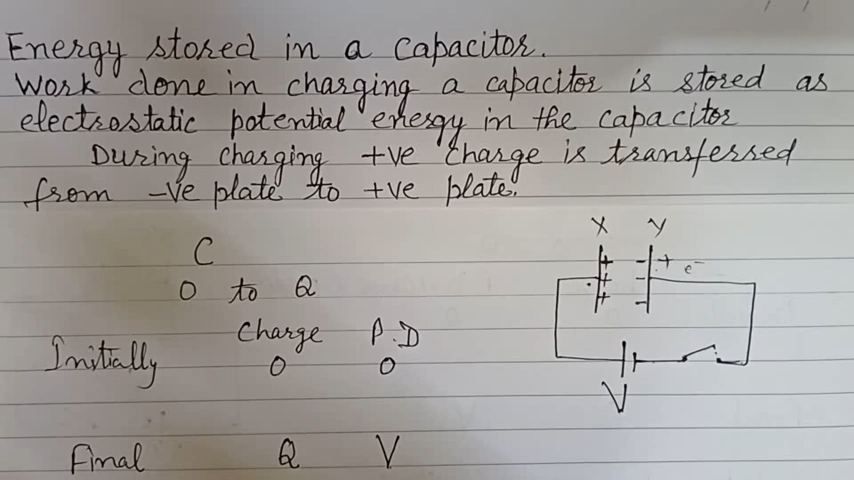 Energy stored in a capacitor.
Work done in charging a capacitor is stored as
electrostatic potential energy in the capacitor
During charging +ve charge is transferred
from -ve plate to +ve plate.
X Y
C
+ - + e⁻
0 to Q
+ -
+ -
Charge P.D
Initially 0 0
V
Final Q V